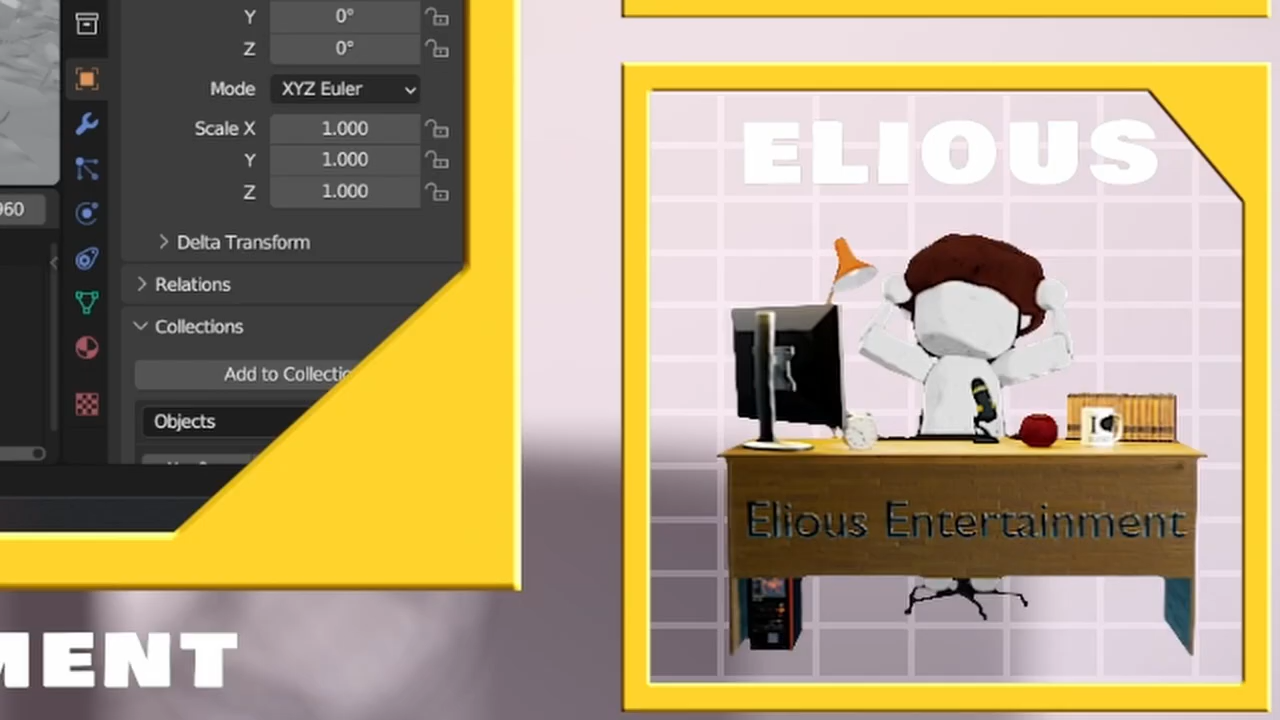 Y 0°
Z 0°
Mode XYZ Euler
Scale X 1.000
Y 1.000
Z 1.000
960
Delta Transform
Relations
Collections
Add to Collectio
Objects
MENT
ELIOUS
I
Elious Entertainment